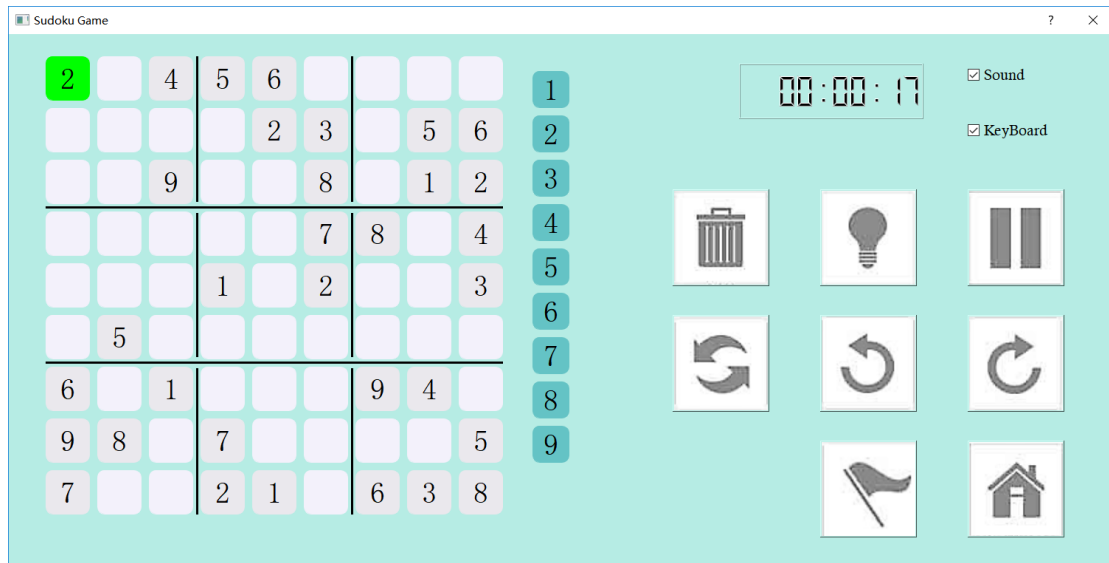 Sudoku Game ?
2 4 5 6
2 3 5 6
9 8 1 2
7 8 4
1 2 3
5
6 1 9 4
9 8 7 5
7 2 1 6 3 8
1
2
3
4
5
6
7
8
9
00:00:17
Sound
KeyBoard